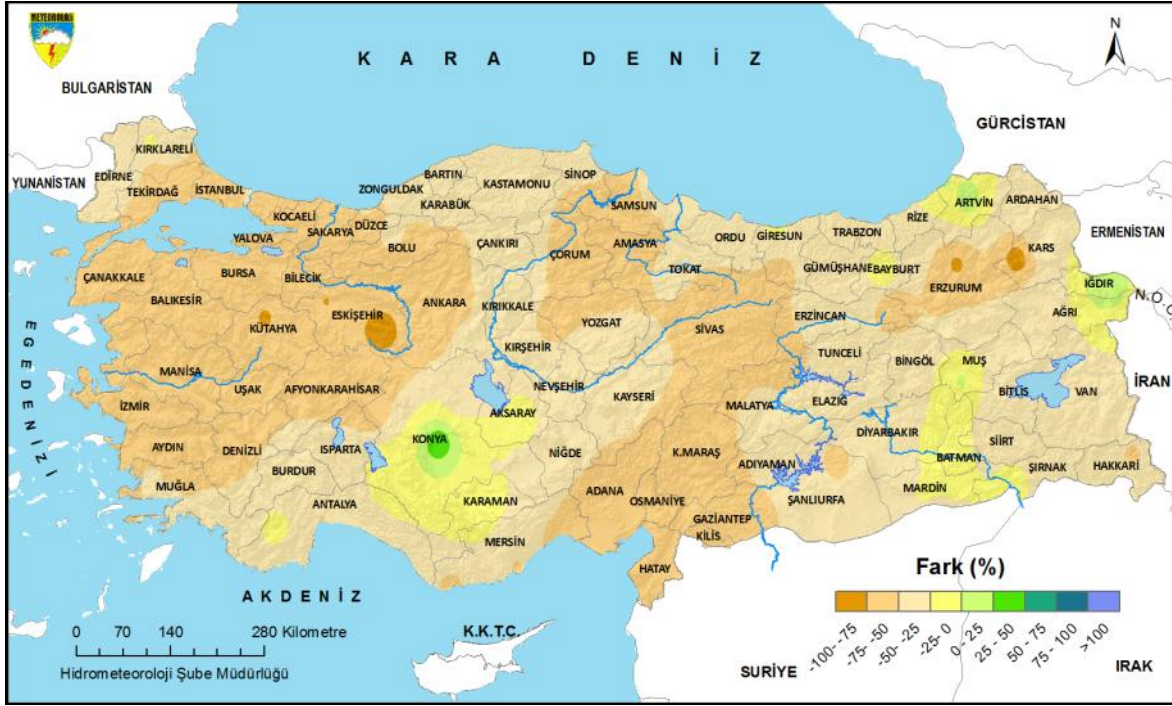 METEOROLOJİ
K A R A D E N İ Z
N
BULGARİSTAN
GÜRCİSTAN
YUNANİSTAN
ERMENİSTAN
N.Ö.
İRAN
EGE DENİZİ
KIRKLARELİ
EDİRNE
TEKİRDAĞ
İSTANBUL
KOCAELİ
YALOVA
SAKARYA
DÜZCE
ZONGULDAK
BARTIN
KARABÜK
KASTAMONU
SİNOP
SAMSUN
BOLU
ÇANKIRI
ÇORUM
AMASYA
TOKAT
ORDU
GİRESUN
TRABZON
RİZE
ARTVİN
ARDAHAN
KARS
GÜMÜŞHANE
BAYBURT
ERZURUM
IĞDIR
AĞRI
ÇANAKKALE
BURSA
BİLECİK
BALIKESİR
KÜTAHYA
ESKİŞEHİR
ANKARA
KIRIKKALE
YOZGAT
SİVAS
ERZİNCAN
TUNCELİ
BİNGÖL
MUŞ
BİTLİS
VAN
MANİSA
UŞAK
AFYONKARAHİSAR
KIRŞEHİR
NEVŞEHİR
KAYSERİ
MALATYA
ELAZIĞ
İZMİR
AKSARAY
KONYA
DİYARBAKIR
SİİRT
AYDIN
DENİZLİ
ISPARTA
NİĞDE
K.MARAŞ
ADIYAMAN
BATMAN
ŞIRNAK
HAKKARİ
BURDUR
MUĞLA
ANTALYA
KARAMAN
ADANA
OSMANİYE
ŞANLIURFA
MARDİN
GAZİANTEP
KİLİS
MERSİN
HATAY
AKDENİZ
K.K.T.C.
SURİYE
IRAK
0 70 140 280 Kilometre
Hidrometeoroloji Şube Müdürlüğü
Fark (%)
-100--75
-75--50
-50--25
-25- 0
0-25
25 - 50
50 - 75
75 - 100
>100